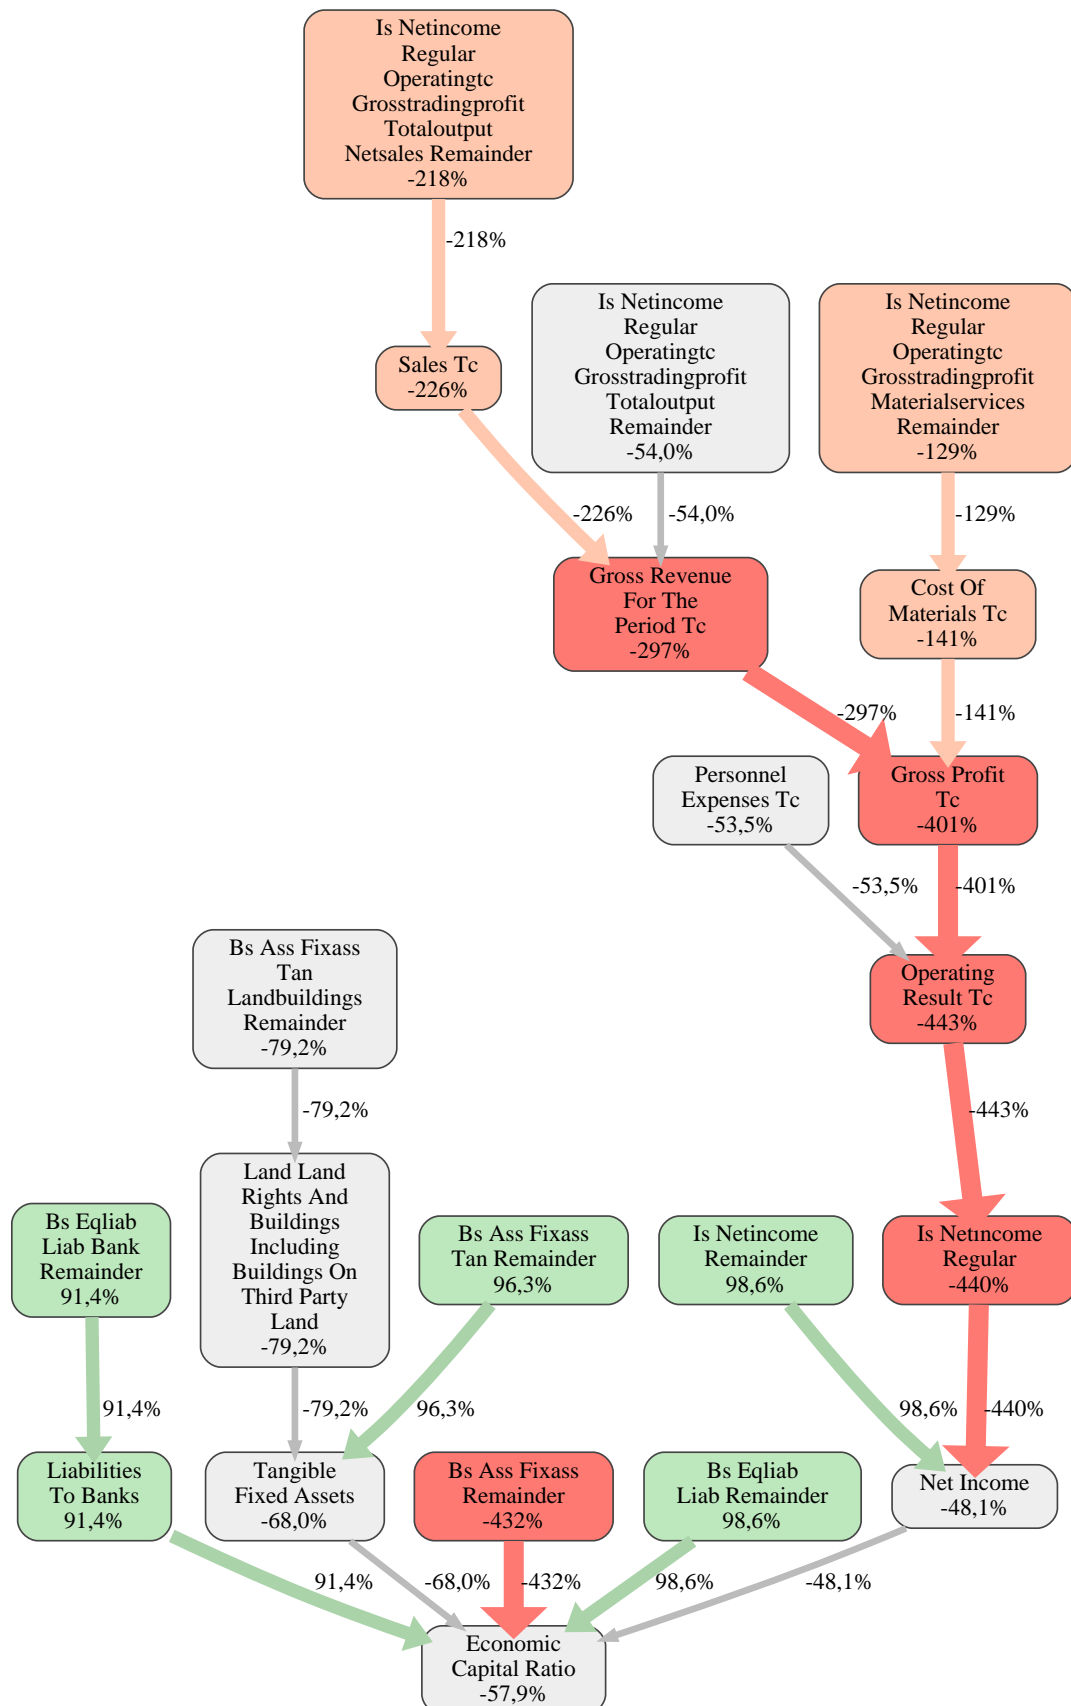 Is Netincome
Regular
Operatingtc
Grosstradingprofit
Totaloutput
Netsales Remainder
-218%
-218%
Is Netincome
Regular
Operatingtc
Grosstradingprofit
Totaloutput
Remainder
-54,0%
Is Netincome
Regular
Operatingtc
Grosstradingprofit
Materialservices
Remainder
-129%
Sales Tc
-226%
-226%
-54,0%
-129%
Gross Revenue
For The
Period Tc
-297%
Cost Of
Materials Tc
-141%
-297%
-141%
Personnel
Expenses Tc
-53,5%
Gross Profit
Tc
-401%
-53,5%
-401%
Bs Ass Fixass
Tan
Landbuildings
Remainder
-79,2%
Operating
Result Tc
-443%
-79,2%
-443%
Land Land
Rights And
Buildings
Including
Buildings On
Third Party
Land
-79,2%
Bs Eqliab
Liab Bank
Remainder
91,4%
Bs Ass Fixass
Tan Remainder
96,3%
Is Netincome
Remainder
98,6%
Is Netincome
Regular
-440%
91,4%
-79,2%
96,3%
98,6%
-440%
Liabilities
To Banks
91,4%
Tangible
Fixed Assets
-68,0%
Bs Ass Fixass
Remainder
-432%
Bs Eqliab
Liab Remainder
98,6%
Net Income
-48,1%
91,4%
-68,0%
-432%
98,6%
-48,1%
Economic
Capital Ratio
-57,9%